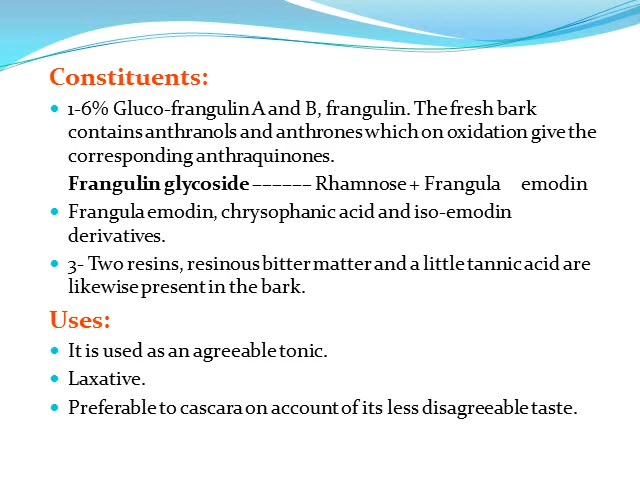 Constituents:
1-6% Gluco-frangulin A and B, frangulin. The fresh bark
contains anthranols and anthrones which on oxidation give the
corresponding anthraquinones.
Frangulin glycoside –––––– Rhamnose + Frangula emodin
Frangula emodin, chrysophanic acid and iso-emodin
derivatives.
3- Two resins, resinous bitter matter and a little tannic acid are
likewise present in the bark.
Uses:
It is used as an agreeable tonic.
Laxative.
Preferable to cascara on account of its less disagreeable taste.